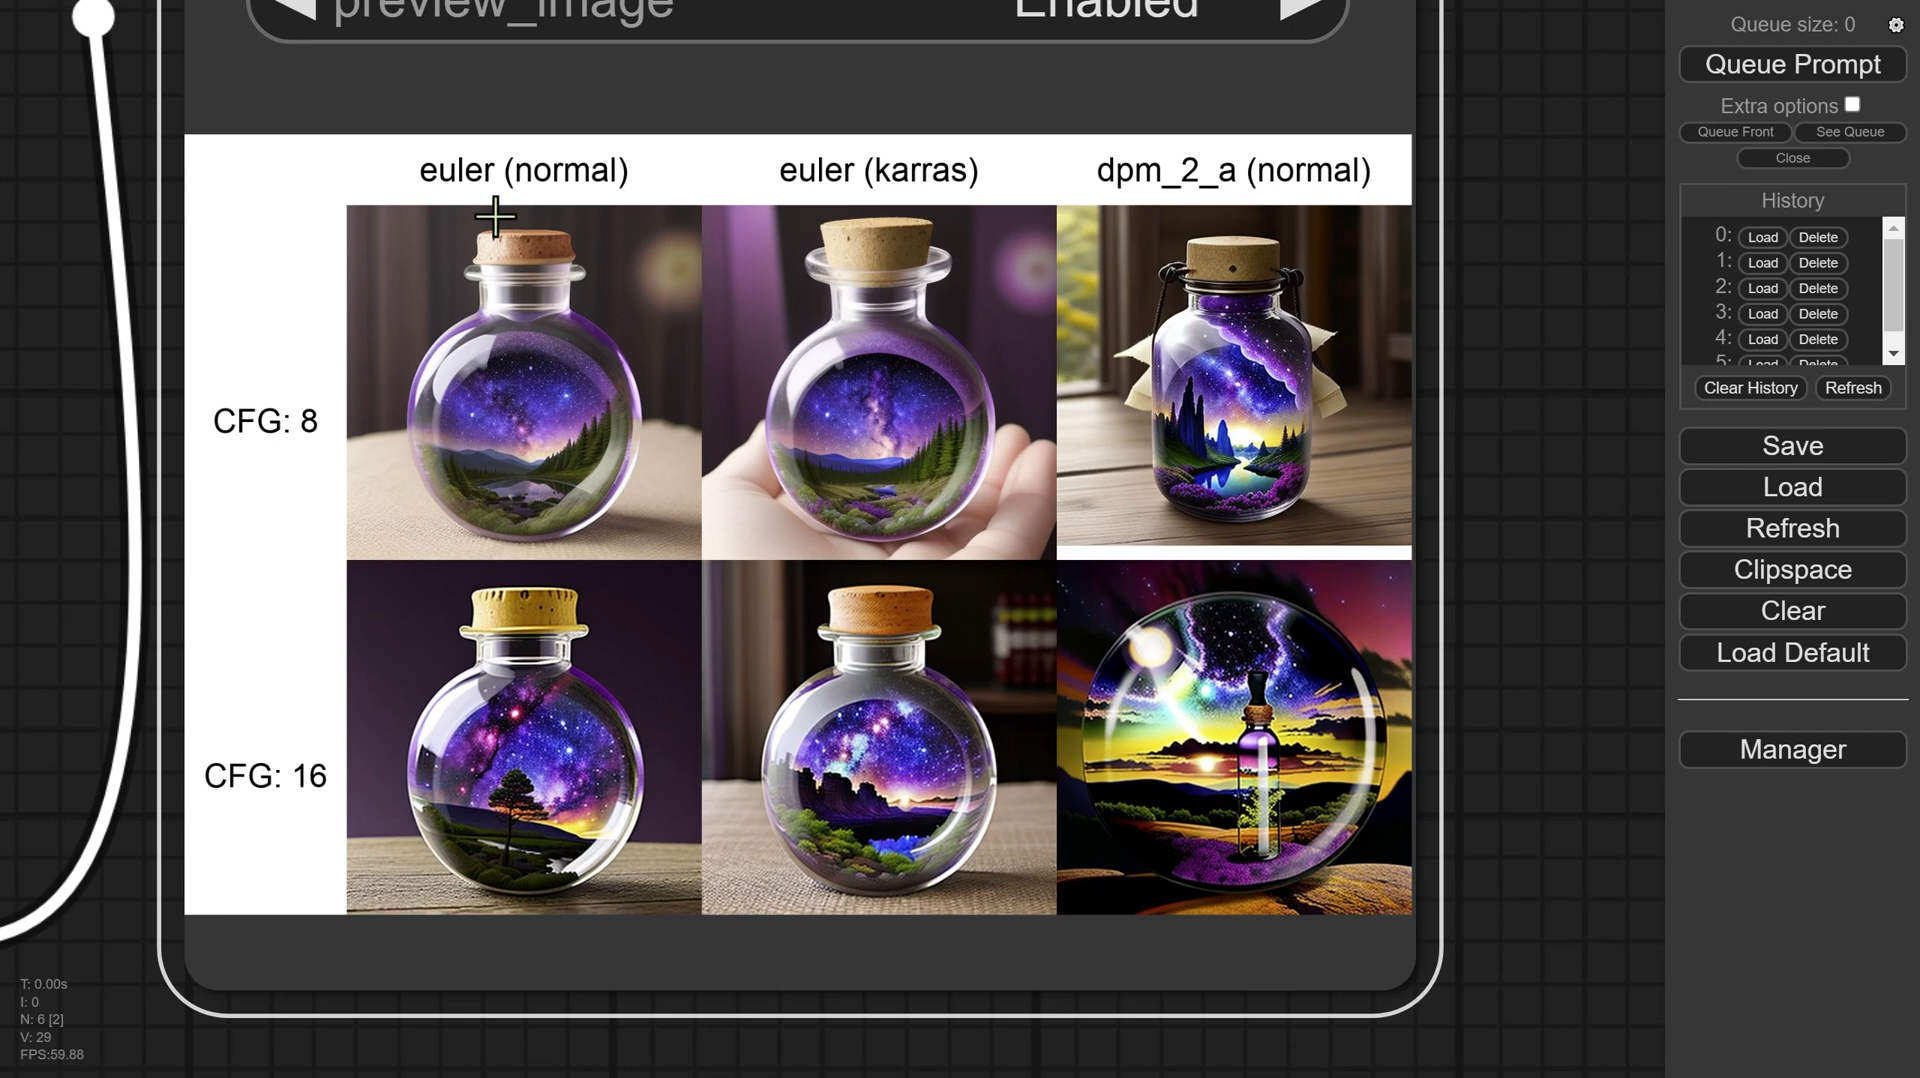 preview_image Enabled
euler (normal) euler (karras) dpm_2_a (normal)
CFG: 8
CFG: 16
T: 0.00s
I: 0
N: 6 [2]
V: 29
FPS:59.88
Queue size: 0
Queue Prompt
Extra options
Queue Front See Queue
Close
History
0: Load Delete
1: Load Delete
2: Load Delete
3: Load Delete
4: Load Delete
5: Load Delete
Clear History Refresh
Save
Load
Refresh
Clipspace
Clear
Load Default
Manager